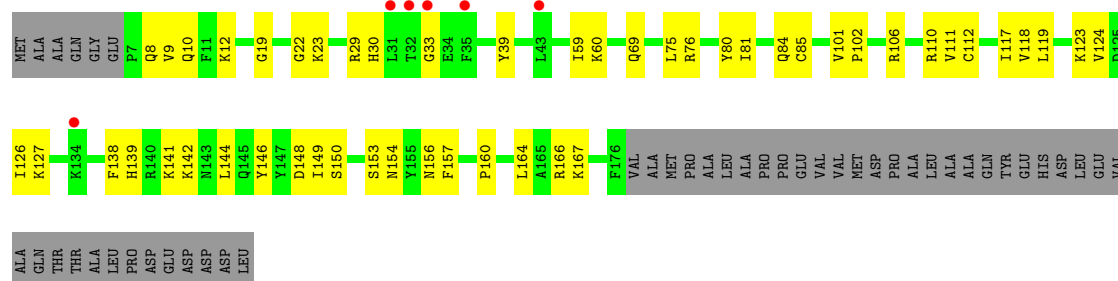 MET ALA ALA GLN GLY GLU P7 Q8 V9 Q10 F11 K12 G19 G22 K23 R29 H30 L31 T32 G33 E34 F35 Y39 L43 I59 K60 Q69 L75 R76 Y80 I81 Q84 C85 V101 P102 R106 R110 V111 C112 I117 V118 L119 K123 V124 D125
I126 K127 K134 F138 H139 R140 K141 K142 N143 L144 Q145 Y146 Y147 D148 I149 S150 S153 N154 Y155 N156 F157 P160 L164 A165 R166 K167 F176 VAL ALA MET PRO ALA LEU ALA PRO PRO GLU VAL VAL MET ASP PRO ALA LEU ALA ALA GLN TYR GLU HIS ASP LEU GLU VAL
ALA GLN THR THR ALA LEU PRO ASP GLU ASP ASP ASP LEU